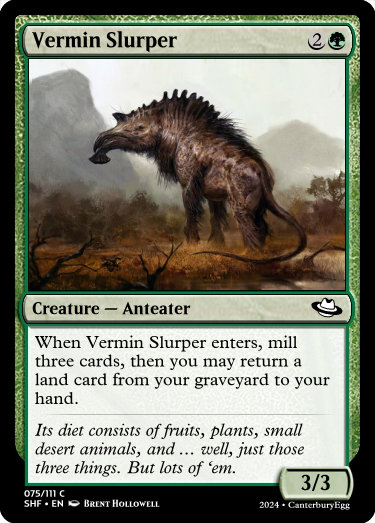 Vermin Slurper 2
Creature — Anteater
When Vermin Slurper enters, mill
three cards, then you may return a
land card from your graveyard to your
hand.
Its diet consists of fruits, plants, small
desert animals, and … well, just those
three things. But lots of ‘em.
3/3
075/111 C
SHF • EN Brent Hollowell
2024 • CanterburyEgg